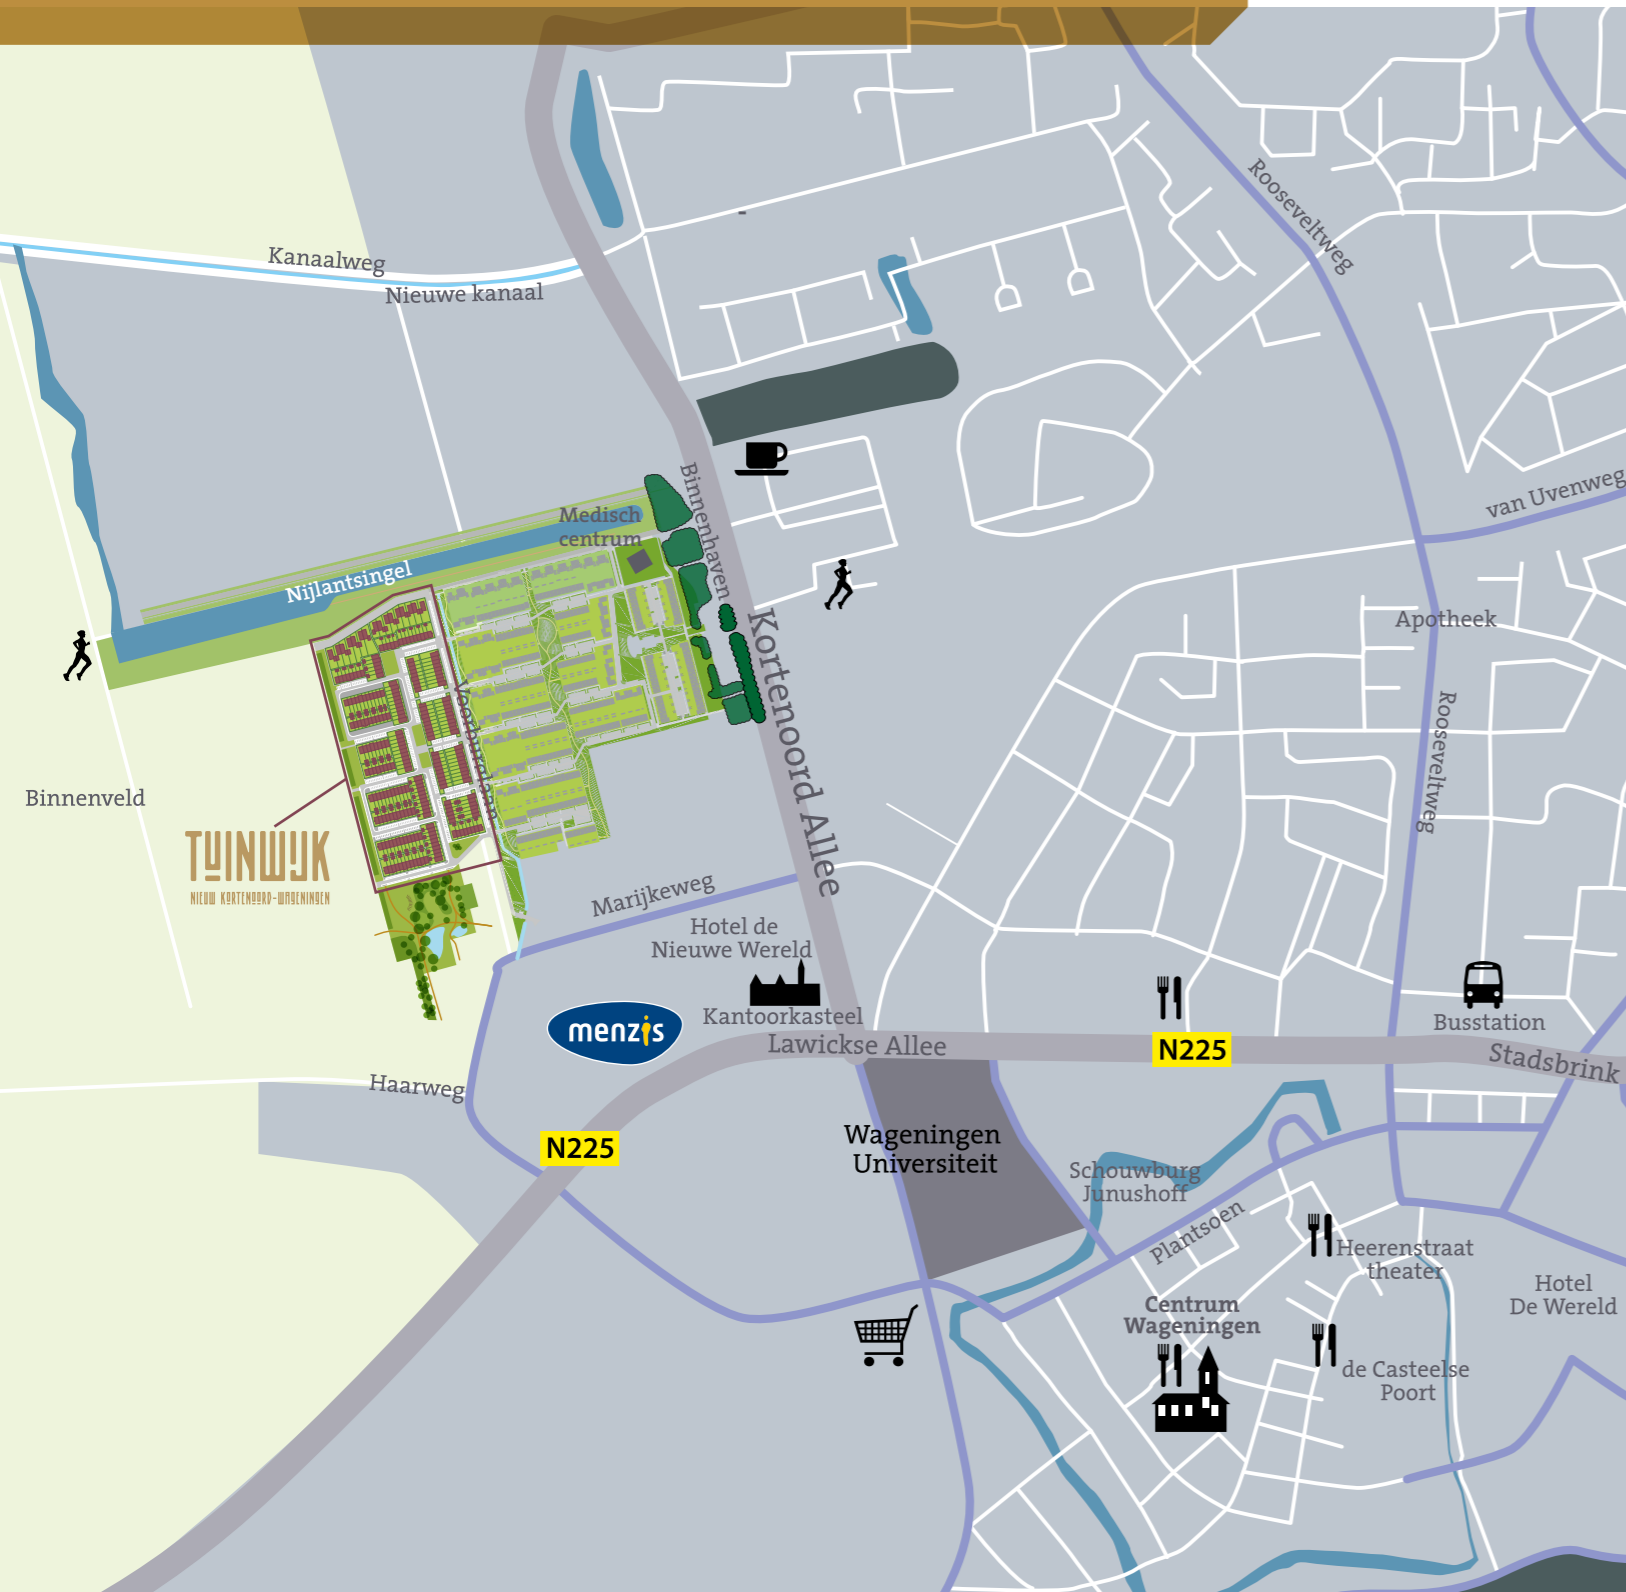 Rooseveltweg
Kanaalweg
Nieuwe kanaal
Binnenhaven
van Uvenweg
Medisch
centrum
Nijlantsingel
Apotheek
Kortenoord Allee
Voorburglaan
Rooseveltweg
Binnenveld
TUINWIJK
NIEUW KORTENOORD-WAGENINGEN
Marijkeweg
Hotel de
Nieuwe Wereld
Kantoorkasteel
menzis
Lawickse Allee
N225
Busstation
Stadsbrink
Haarweg
N225
Wageningen
Universiteit
Schouwburg
Junushoff
Plantsoen
Heerenstraat
theater
Hotel
De Wereld
Centrum
Wageningen
de Casteelse
Poort